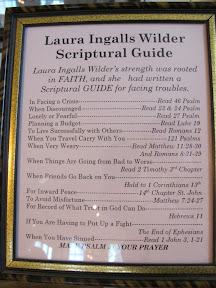 Laura Ingalls Wilder
Scriptural Guide
Laura Ingalls Wilder's strength was rooted
in FAITH, and she had written a
Scriptural GUIDE for facing troubles.
In Facing a Crisis-----Read 46 Psalm
When Discouraged-----Read 23 & 24 Psalm
Lonely or Fearful-----Read 27 Psalm
Planning a Budget-----Read Luke 19
To Live Successfully with Others-----Read Romans 12
When You Travel Carry With You-----121 Psalms
When Very Weary-----Read Matthew 11:28-30
And Romans 8:31-39
When Things Are Going from Bad to Worse-----
Read 2 Timothy 3rd Chapter
When Friends Go Back on You-----
Hold to 1 Corinthians 13th
For Inward Peace-----14th Chapter St. John
To Avoid Misfortune-----Matthew 7:24-27
For Record of What Trust in God Can Do-----
Hebrews 11
If You Are Having to Put Up a Fight-----
The End of Ephesians
When You Have Sinned-----Read 1 John 3, 1-21
MAKE PSALM YOUR PRAYER